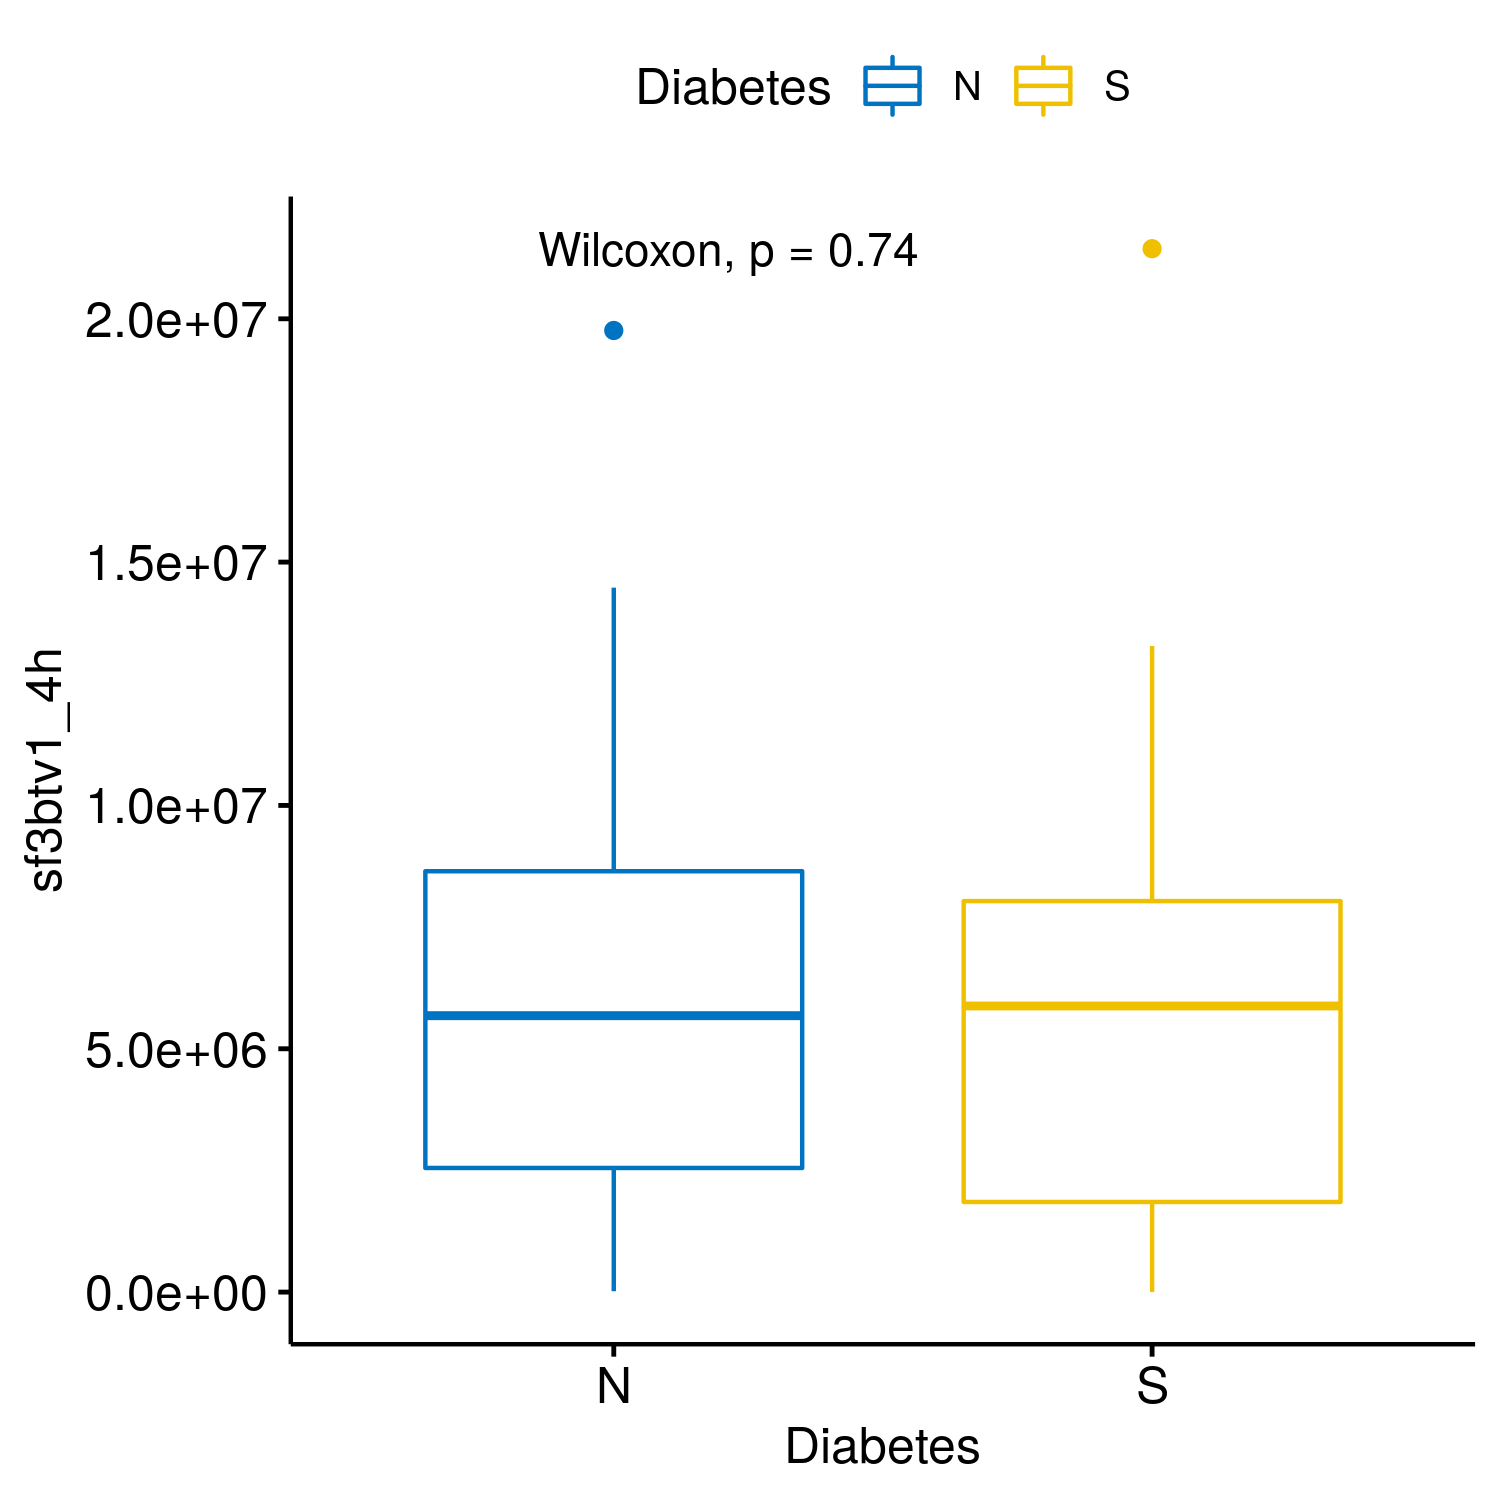 Diabetes N S
Wilcoxon, p = 0.74
2.0e+07
1.5e+07
1.0e+07
5.0e+06
0.0e+00
sf3btv1_4h
N S
Diabetes